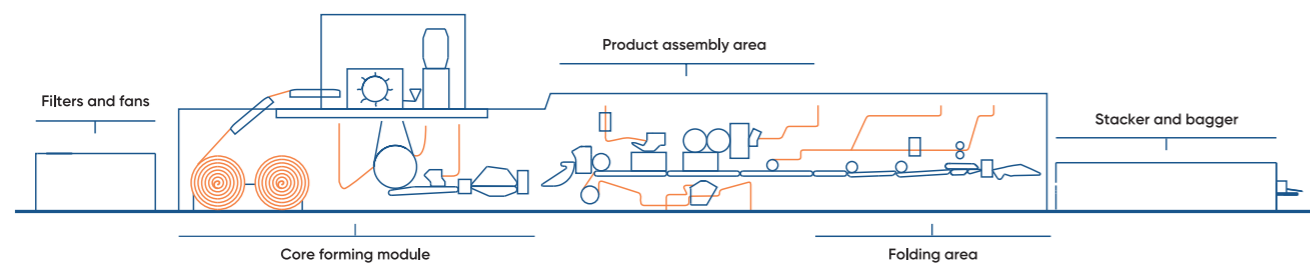 Product assembly area
Filters and fans
Stacker and bagger
Core forming module
Folding area